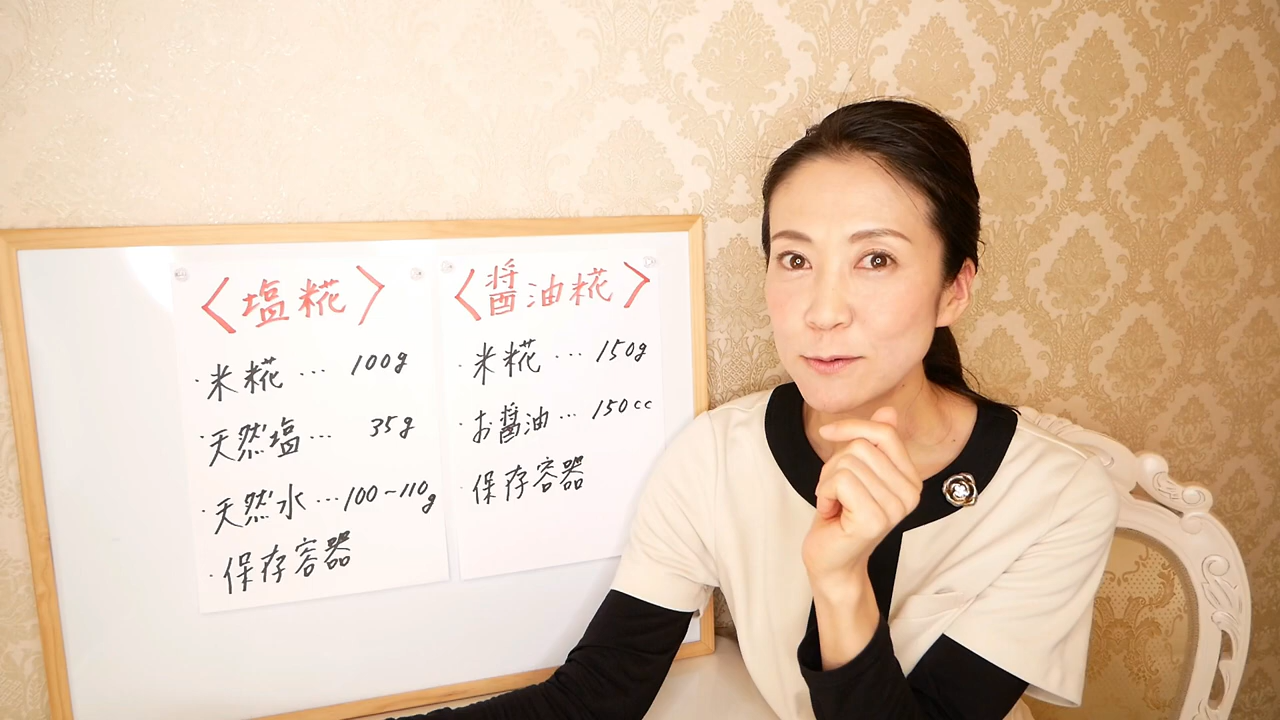 〈塩糀〉
・米糀… 100g
・天然塩… 35g
・天然水…100~110g
・保存容器
〈醤油糀〉
・米糀… 150g
・お醤油… 150cc
・保存容器